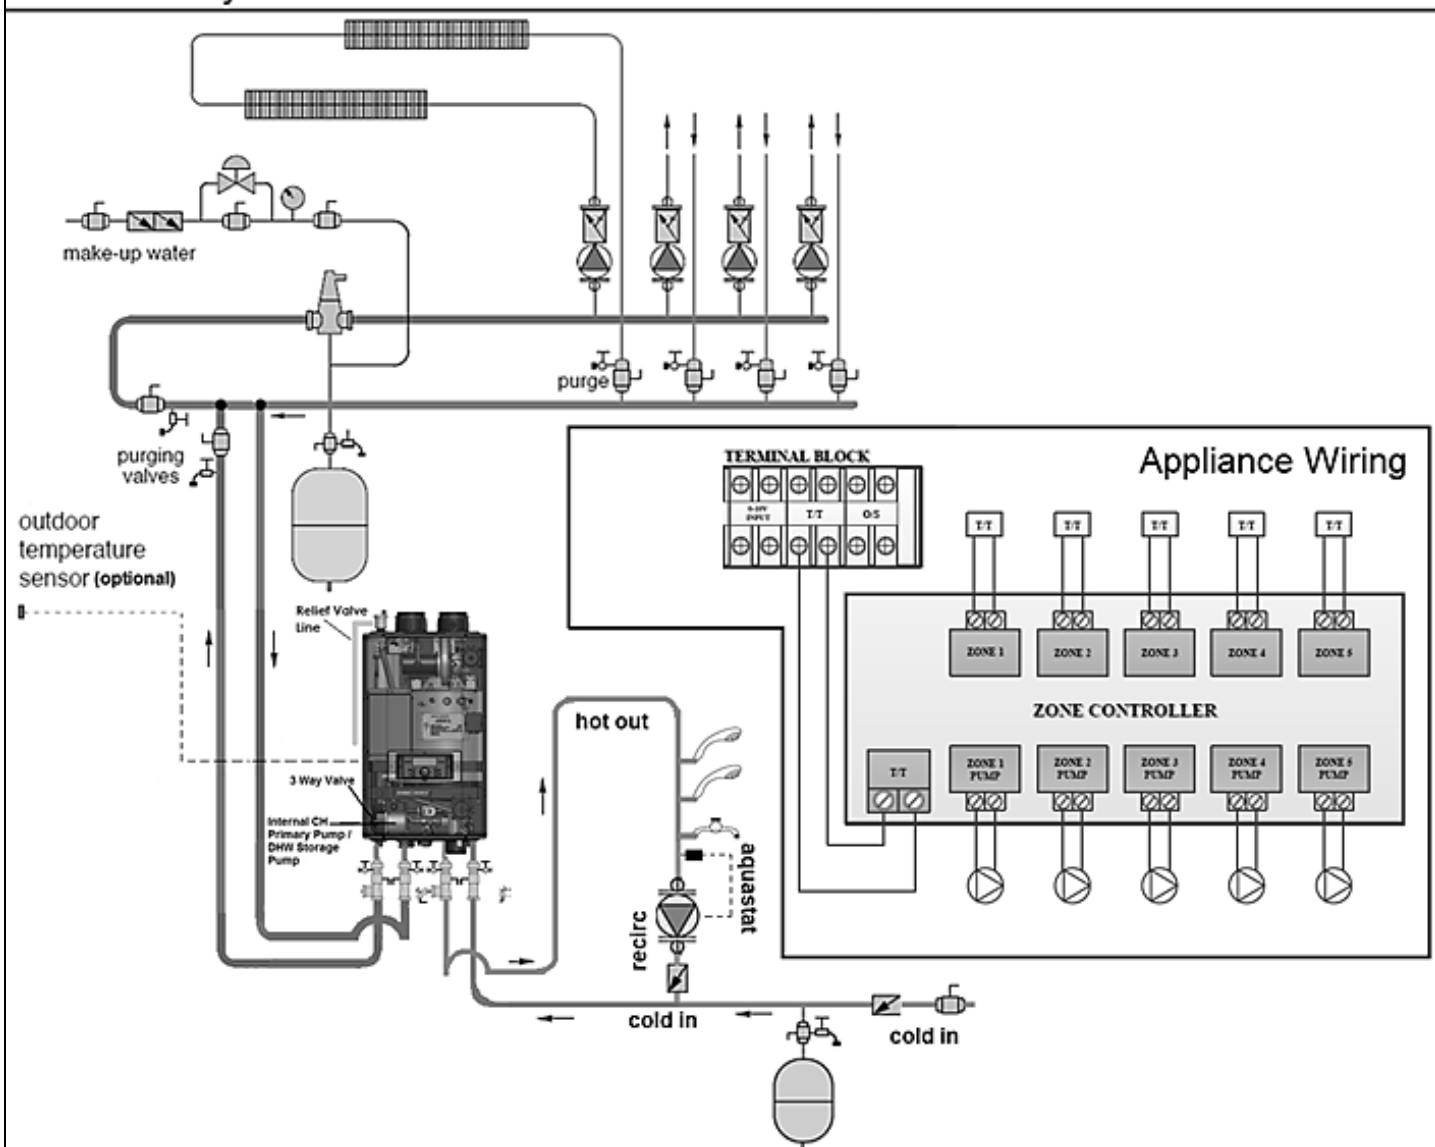 make-up water
purge
purging
valves
outdoor
temperature
sensor (optional)
Relief Valve
Line
3 Way Valve
Internal CH
Primary Pump /
DHW Storage
Pump
hot out
aquastat
recirc
cold in
cold in
Appliance Wiring
TERMINAL BLOCK
0-10V
INPUT
T/T
O/S
T/T
T/T
T/T
T/T
T/T
ZONE 1
ZONE 2
ZONE 3
ZONE 4
ZONE 5
ZONE CONTROLLER
T/T
ZONE 1
PUMP
ZONE 2
PUMP
ZONE 3
PUMP
ZONE 4
PUMP
ZONE 5
PUMP